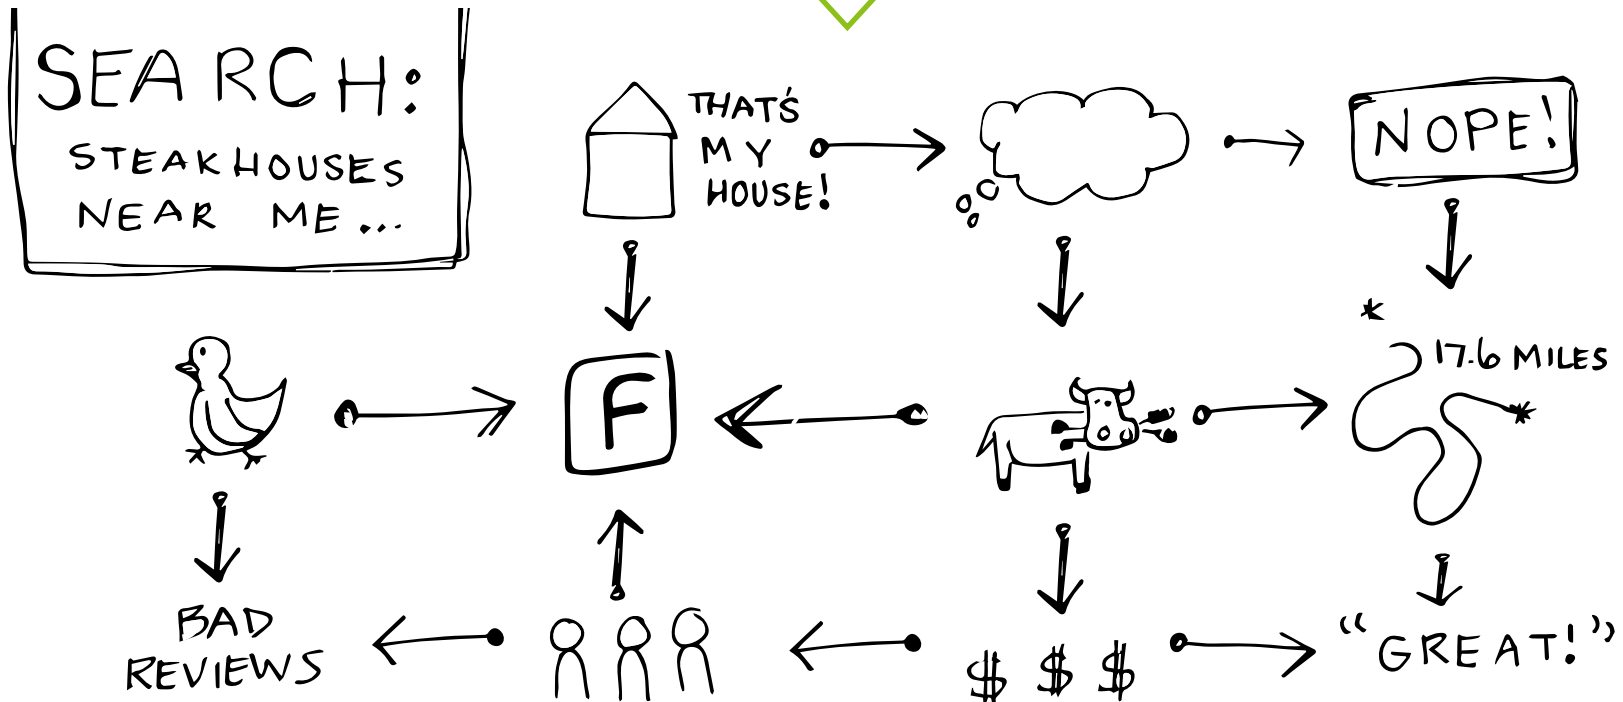 SEARCH:
STEAKHOUSES
NEAR ME...
THAT'S
MY
HOUSE!
NOPE!
17.6 MILES
F
BAD
REVIEWS
$ $ $
“GREAT!”